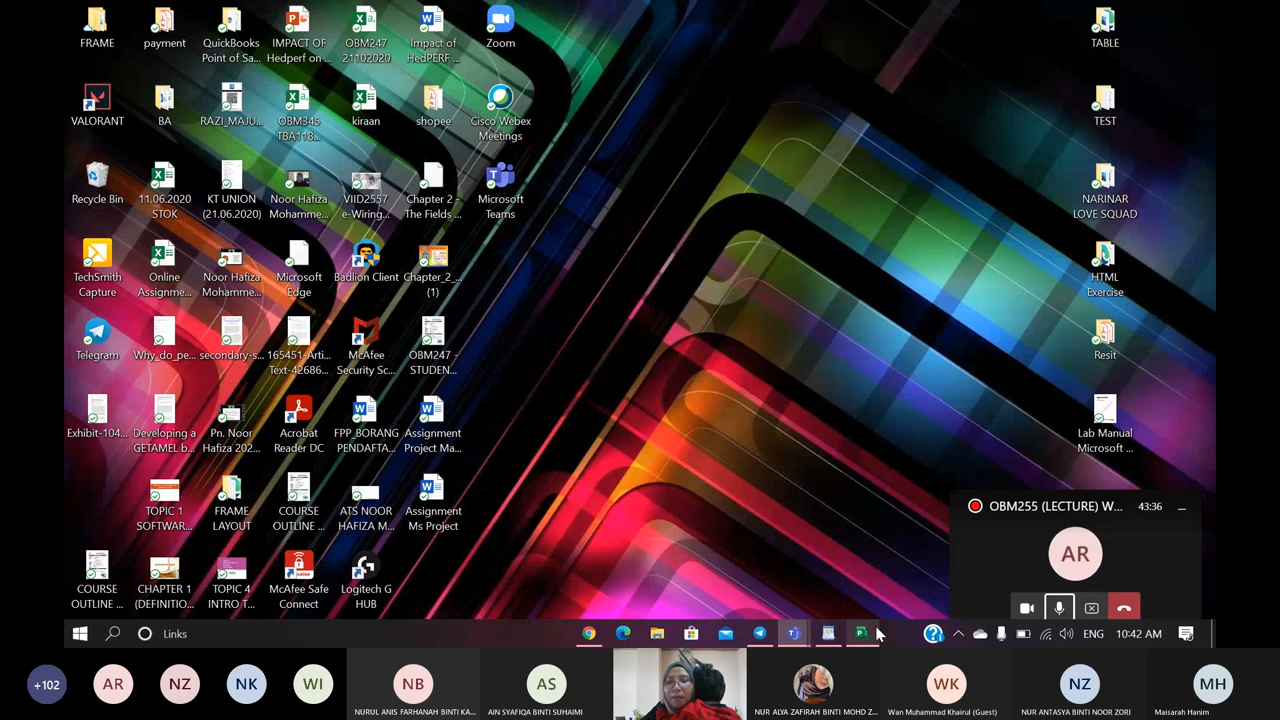 FRAME
payment
QuickBooks
Point of Sa...
IMPACT OF
Hedperf on ...
OBM247
21102020
Impact of
HedPERF ...
Zoom
TABLE
VALORANT
BA
RAZI_MAJU...
OBM345
TBA118...
kiraan
shopee
Cisco Webex
Meetings
TEST
Recycle Bin
11.06.2020
STOK
KT UNION
(21.06.2020)
Noor Hafiza
Mohamme...
VIID2557
e-Wiring...
Chapter 2 -
The Fields ...
Microsoft
Teams
NARINAR
LOVE SQUAD
TechSmith
Capture
Online
Assignme...
Noor Hafiza
Mohamme...
Microsoft
Edge
Badlion Client
Chapter_2_...
(1)
HTML
Exercise
Telegram
Why_do_pe...
secondary-s...
165451-Arti...
Text-42686...
McAfee
Security Sc...
OBM247 -
STUDEN...
Resit
Exhibit-104...
Developing a
GETAMEL b...
Pn. Noor
Hafiza 202...
Acrobat
Reader DC
FPP_BORANG
PENDAFTA...
Assignment
Project Ma...
Lab Manual
Microsoft ...
TOPIC 1
SOFTWAR...
FRAME
LAYOUT
COURSE
OUTLINE ...
ATS NOOR
HAFIZA M...
Assignment
Ms Project
OBM255 (LECTURE) W... 43:36
AR
COURSE
OUTLINE ...
CHAPTER 1
(DEFINITIO...
TOPIC 4
INTRO T...
McAfee Safe
Connect
Logitech G
HUB
Links
ENG 10:42 AM
+102
AR
NZ
NK
WI
NB
NURUL ANIS FARHANAH BINTI KA...
AS
AIN SYAFIQA BINTI SUHAIMI
NUR ALYA ZAFIRAH BINTI MOHD Z...
WK
Wan Muhammad Khairul (Guest)
NZ
NUR ANTASYA BINTI NOOR ZORI
MH
Maisarah Hanim